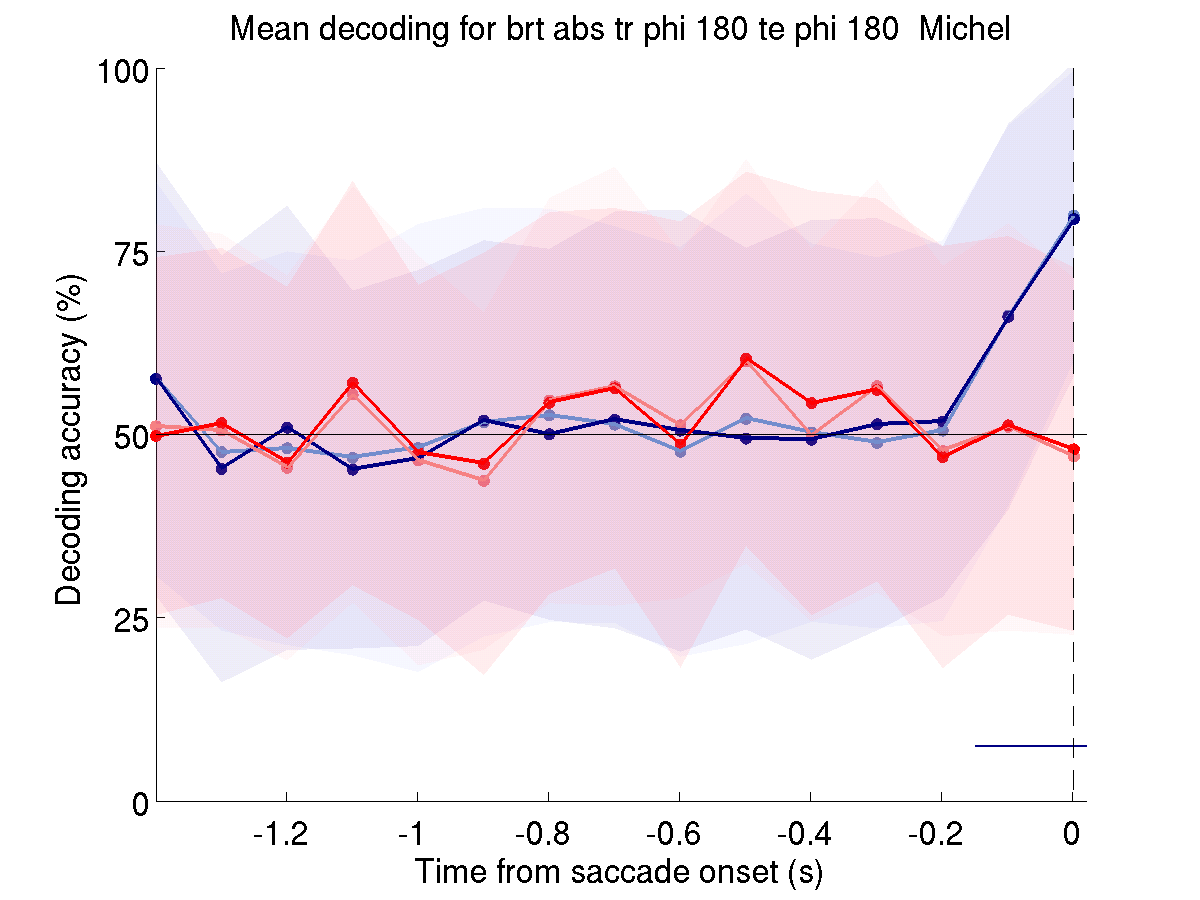 Mean decoding for brt abs tr phi 180 te phi 180  Michel
100
75
50
25
0
Decoding accuracy (%)
-1.2 -1 -0.8 -0.6 -0.4 -0.2 0
Time from saccade onset (s)